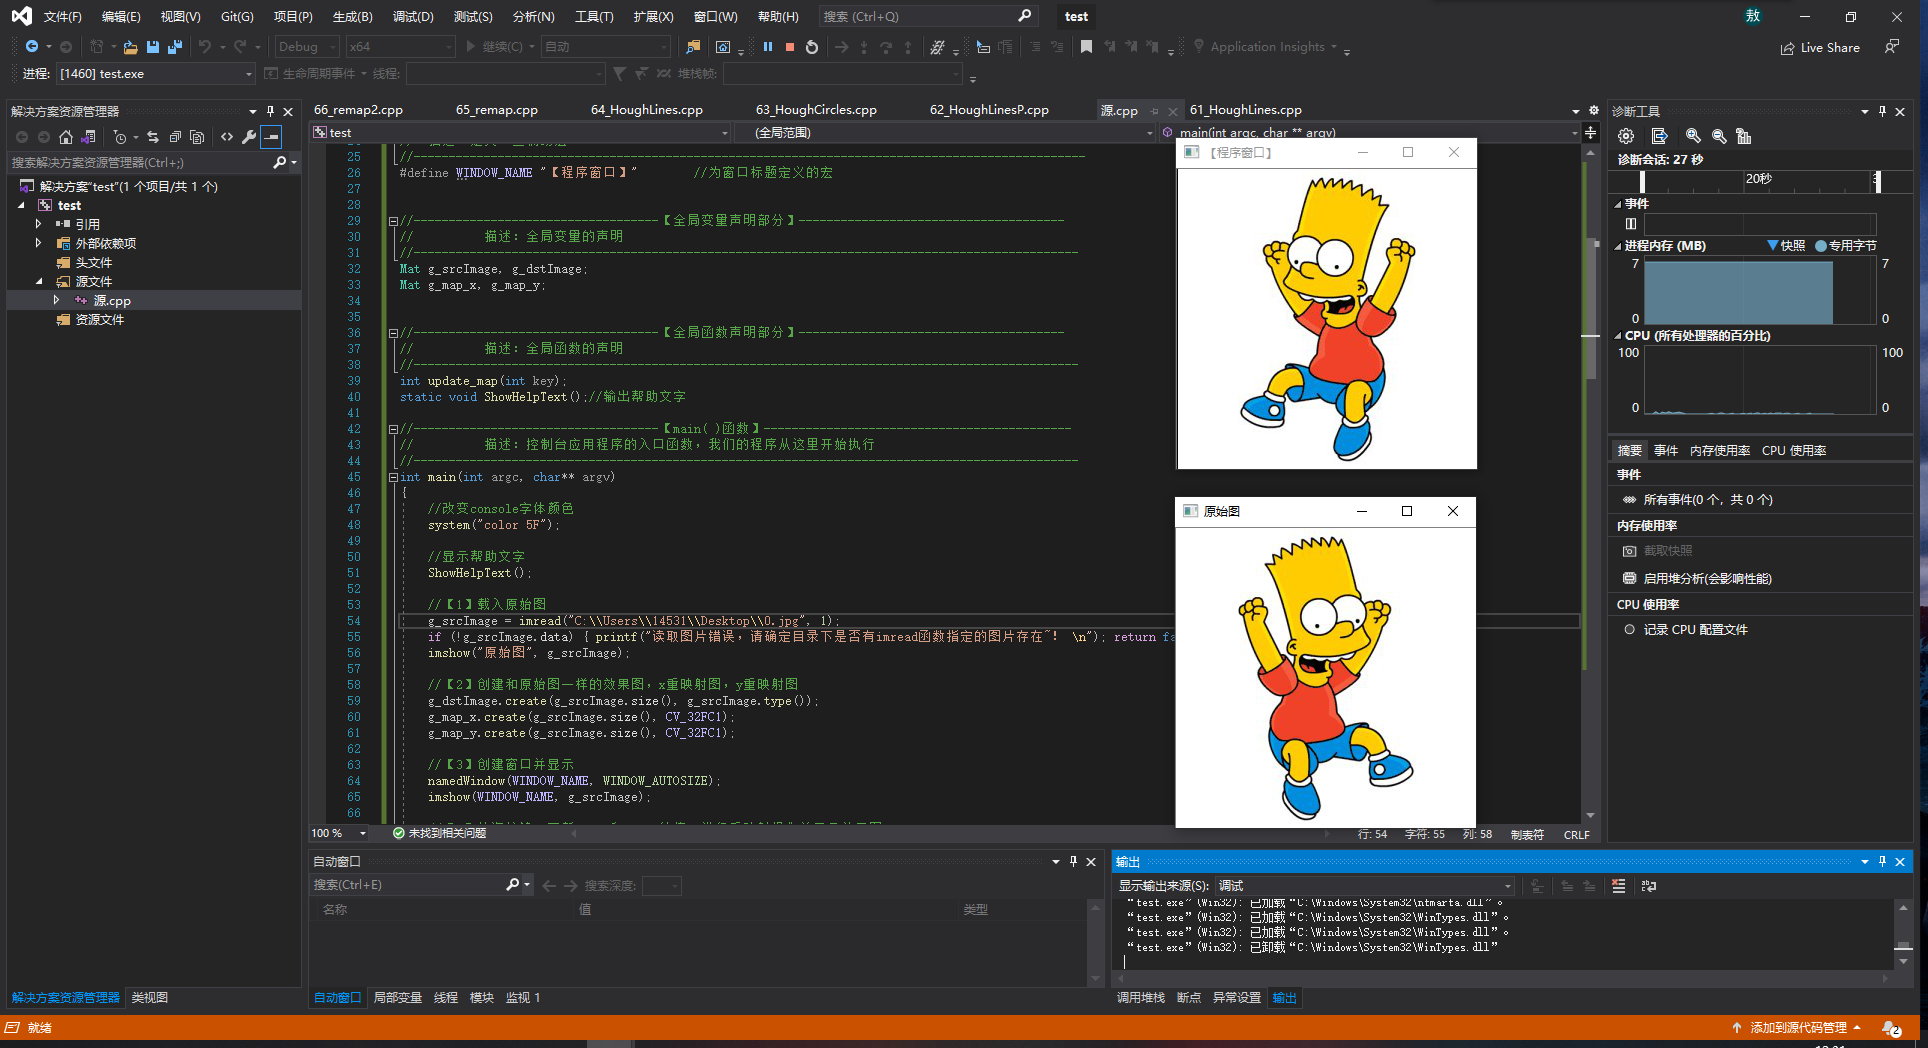 文件(F) 编辑(E) 视图(V) Git(G) 项目(P) 生成(B) 调试(D) 测试(S) 分析(N) 工具(T) 扩展(X) 窗口(W) 帮助(H) 搜索 (Ctrl+Q) test 敖
Debug x64 继续(C) 自动 Application Insights Live Share
进程: [1460] test.exe 生命周期事件 线程: 堆栈帧:
解决方案资源管理器
搜索解决方案资源管理器(Ctrl+;)
解决方案"test"(1 个项目/共 1 个)
test
引用
外部依赖项
头文件
源文件
源.cpp
资源文件
解决方案资源管理器 类视图
66_remap2.cpp 65_remap.cpp 64_HoughLines.cpp 63_HoughCircles.cpp 62_HoughLinesP.cpp 源.cpp 61_HoughLines.cpp
test (全局范围) main(int argc, char ** argv)
25 //------------------------------------------------------------------------------------------------
26 #define WINDOW_NAME "【程序窗口】" //为窗口标题定义的宏
27
28
29 //-----------------------------------【全局变量声明部分】--------------------------------------
30 // 描述：全局变量的声明
31 //-----------------------------------------------------------------------------------------------
32 Mat g_srcImage, g_dstImage;
33 Mat g_map_x, g_map_y;
34
35
36 //-----------------------------------【全局函数声明部分】--------------------------------------
37 // 描述：全局函数的声明
38 //-----------------------------------------------------------------------------------------------
39 int update_map(int key);
40 static void ShowHelpText();//输出帮助文字
41
42 //-----------------------------------【main( )函数】--------------------------------------------
43 // 描述：控制台应用程序的入口函数，我们的程序从这里开始执行
44 //-----------------------------------------------------------------------------------------------
45 int main(int argc, char** argv)
46 {
47 //改变console字体颜色
48 system("color 5F");
49
50 //显示帮助文字
51 ShowHelpText();
52
53 //【1】载入原始图
54 g_srcImage = imread("C:\\Users\\14531\\Desktop\\0.jpg", 1);
55 if (!g_srcImage.data) { printf("读取图片错误，请确定目录下是否有imread函数指定的图片存在~！ \n"); return fa
56 imshow("原始图", g_srcImage);
57
58 //【2】创建和原始图一样的效果图，x重映射图，y重映射图
59 g_dstImage.create(g_srcImage.size(), g_srcImage.type());
60 g_map_x.create(g_srcImage.size(), CV_32FC1);
61 g_map_y.create(g_srcImage.size(), CV_32FC1);
62
63 //【3】创建窗口并显示
64 namedWindow(WINDOW_NAME, WINDOW_AUTOSIZE);
65 imshow(WINDOW_NAME, g_srcImage);
66
100 % 未找到相关问题 行: 54 字符: 55 列: 58 制表符 CRLF
【程序窗口】
原始图
诊断工具
诊断会话: 27 秒
20秒 3
事件
进程内存 (MB) 快照 专用字节
7 7
0 0
CPU (所有处理器的百分比)
100 100
0 0
摘要 事件 内存使用率 CPU 使用率
事件
所有事件(0 个，共 0 个)
内存使用率
截取快照
启用堆分析(会影响性能)
CPU 使用率
记录 CPU 配置文件
自动窗口
搜索(Ctrl+E) 搜索深度:
名称 值 类型
自动窗口 局部变量 线程 模块 监视 1
输出
显示输出来源(S): 调试
“test.exe”(Win32): 已加载“C:\Windows\System32\ntmarta.dll”。
“test.exe”(Win32): 已加载“C:\Windows\System32\WinTypes.dll”。
“test.exe”(Win32): 已加载“C:\Windows\System32\WinTypes.dll”。
“test.exe”(Win32): 已卸载“C:\Windows\System32\WinTypes.dll”
调用堆栈 断点 异常设置 输出
就绪 添加到源代码管理 2